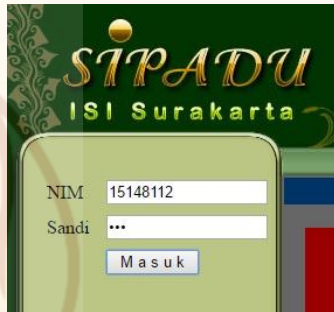 SIPADU
ISI Surakarta
NIM 15148112
Sandi •••
Masuk